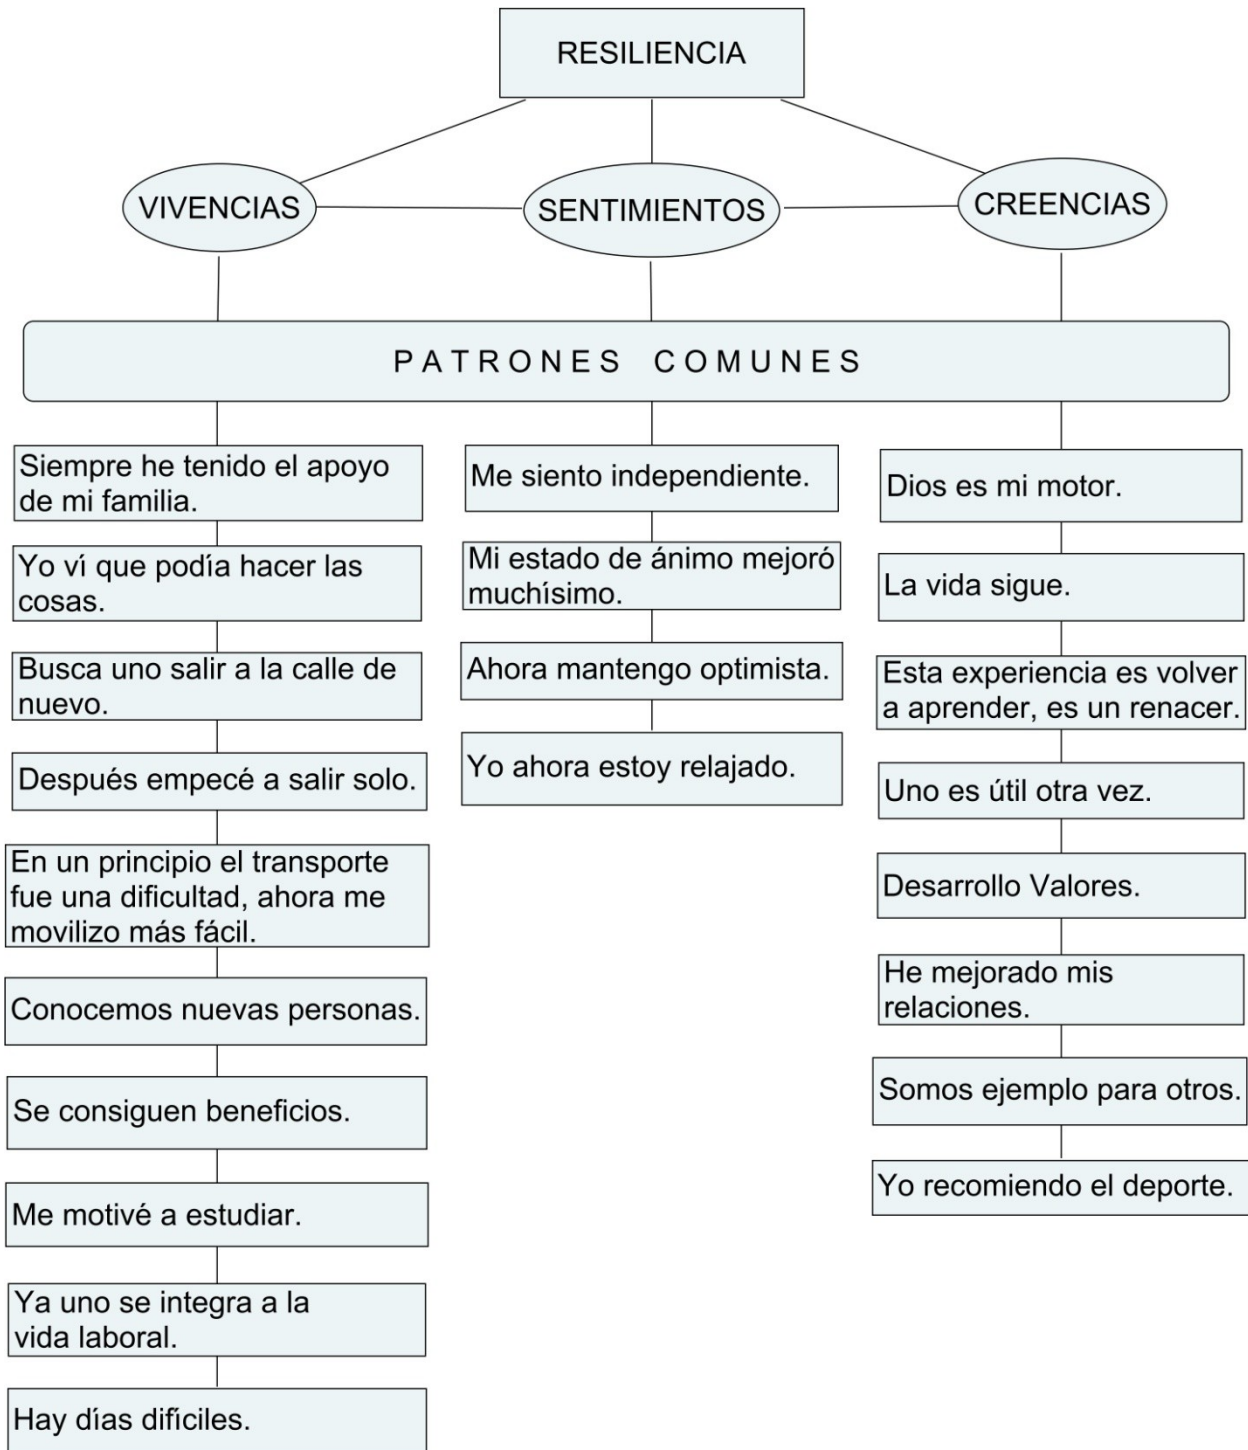 RESILIENCIA
VIVENCIAS
SENTIMIENTOS
CREENCIAS
PATRONES COMUNES
Siempre he tenido el apoyo
de mi familia.
Yo ví que podía hacer las
cosas.
Busca uno salir a la calle de
nuevo.
Después empecé a salir solo.
En un principio el transporte
fue una dificultad, ahora me
movilizo más fácil.
Conocemos nuevas personas.
Se consiguen beneficios.
Me motivé a estudiar.
Ya uno se integra a la
vida laboral.
Hay días difíciles.
Me siento independiente.
Mi estado de ánimo mejoró
muchísimo.
Ahora mantengo optimista.
Yo ahora estoy relajado.
Dios es mi motor.
La vida sigue.
Esta experiencia es volver
a aprender, es un renacer.
Uno es útil otra vez.
Desarrollo Valores.
He mejorado mis
relaciones.
Somos ejemplo para otros.
Yo recomiendo el deporte.